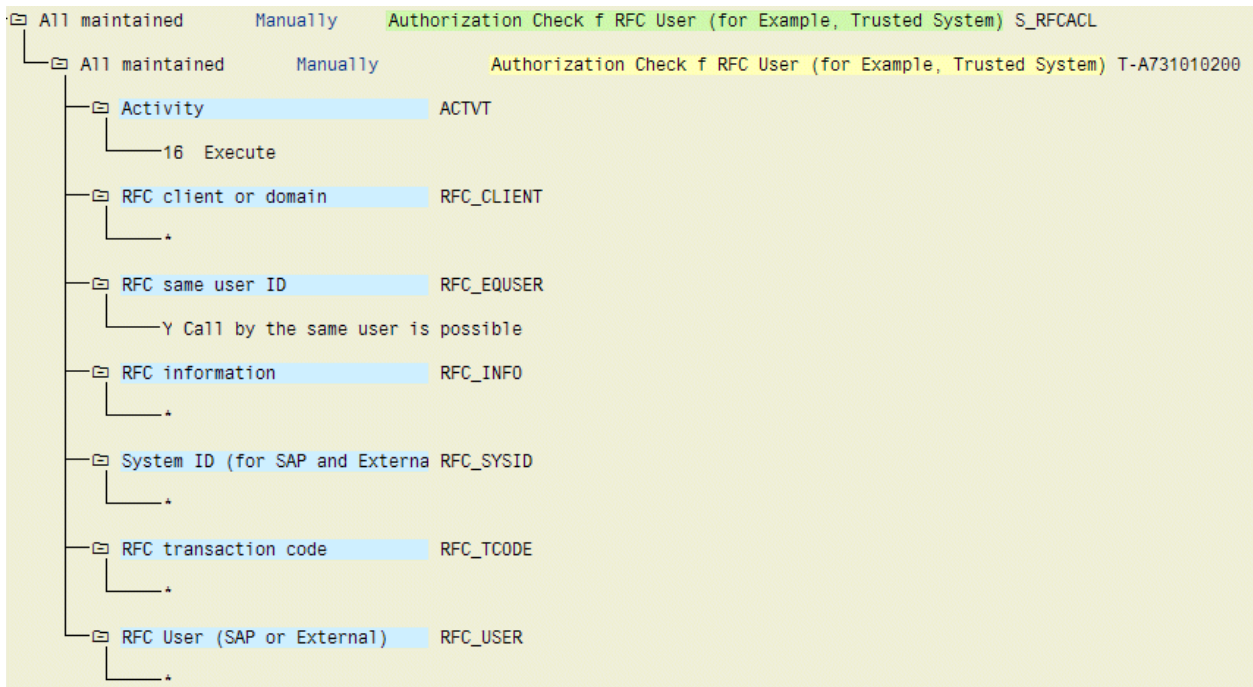 All maintained Manually Authorization Check f RFC User (for Example, Trusted System) S_RFCACL
All maintained Manually Authorization Check f RFC User (for Example, Trusted System) T-A731010200
Activity ACTVT
16 Execute
RFC client or domain RFC_CLIENT
*
RFC same user ID RFC_EQUSER
Y Call by the same user is possible
RFC information RFC_INFO
*
System ID (for SAP and Externa RFC_SYSID
*
RFC transaction code RFC_TCODE
*
RFC User (SAP or External) RFC_USER
*